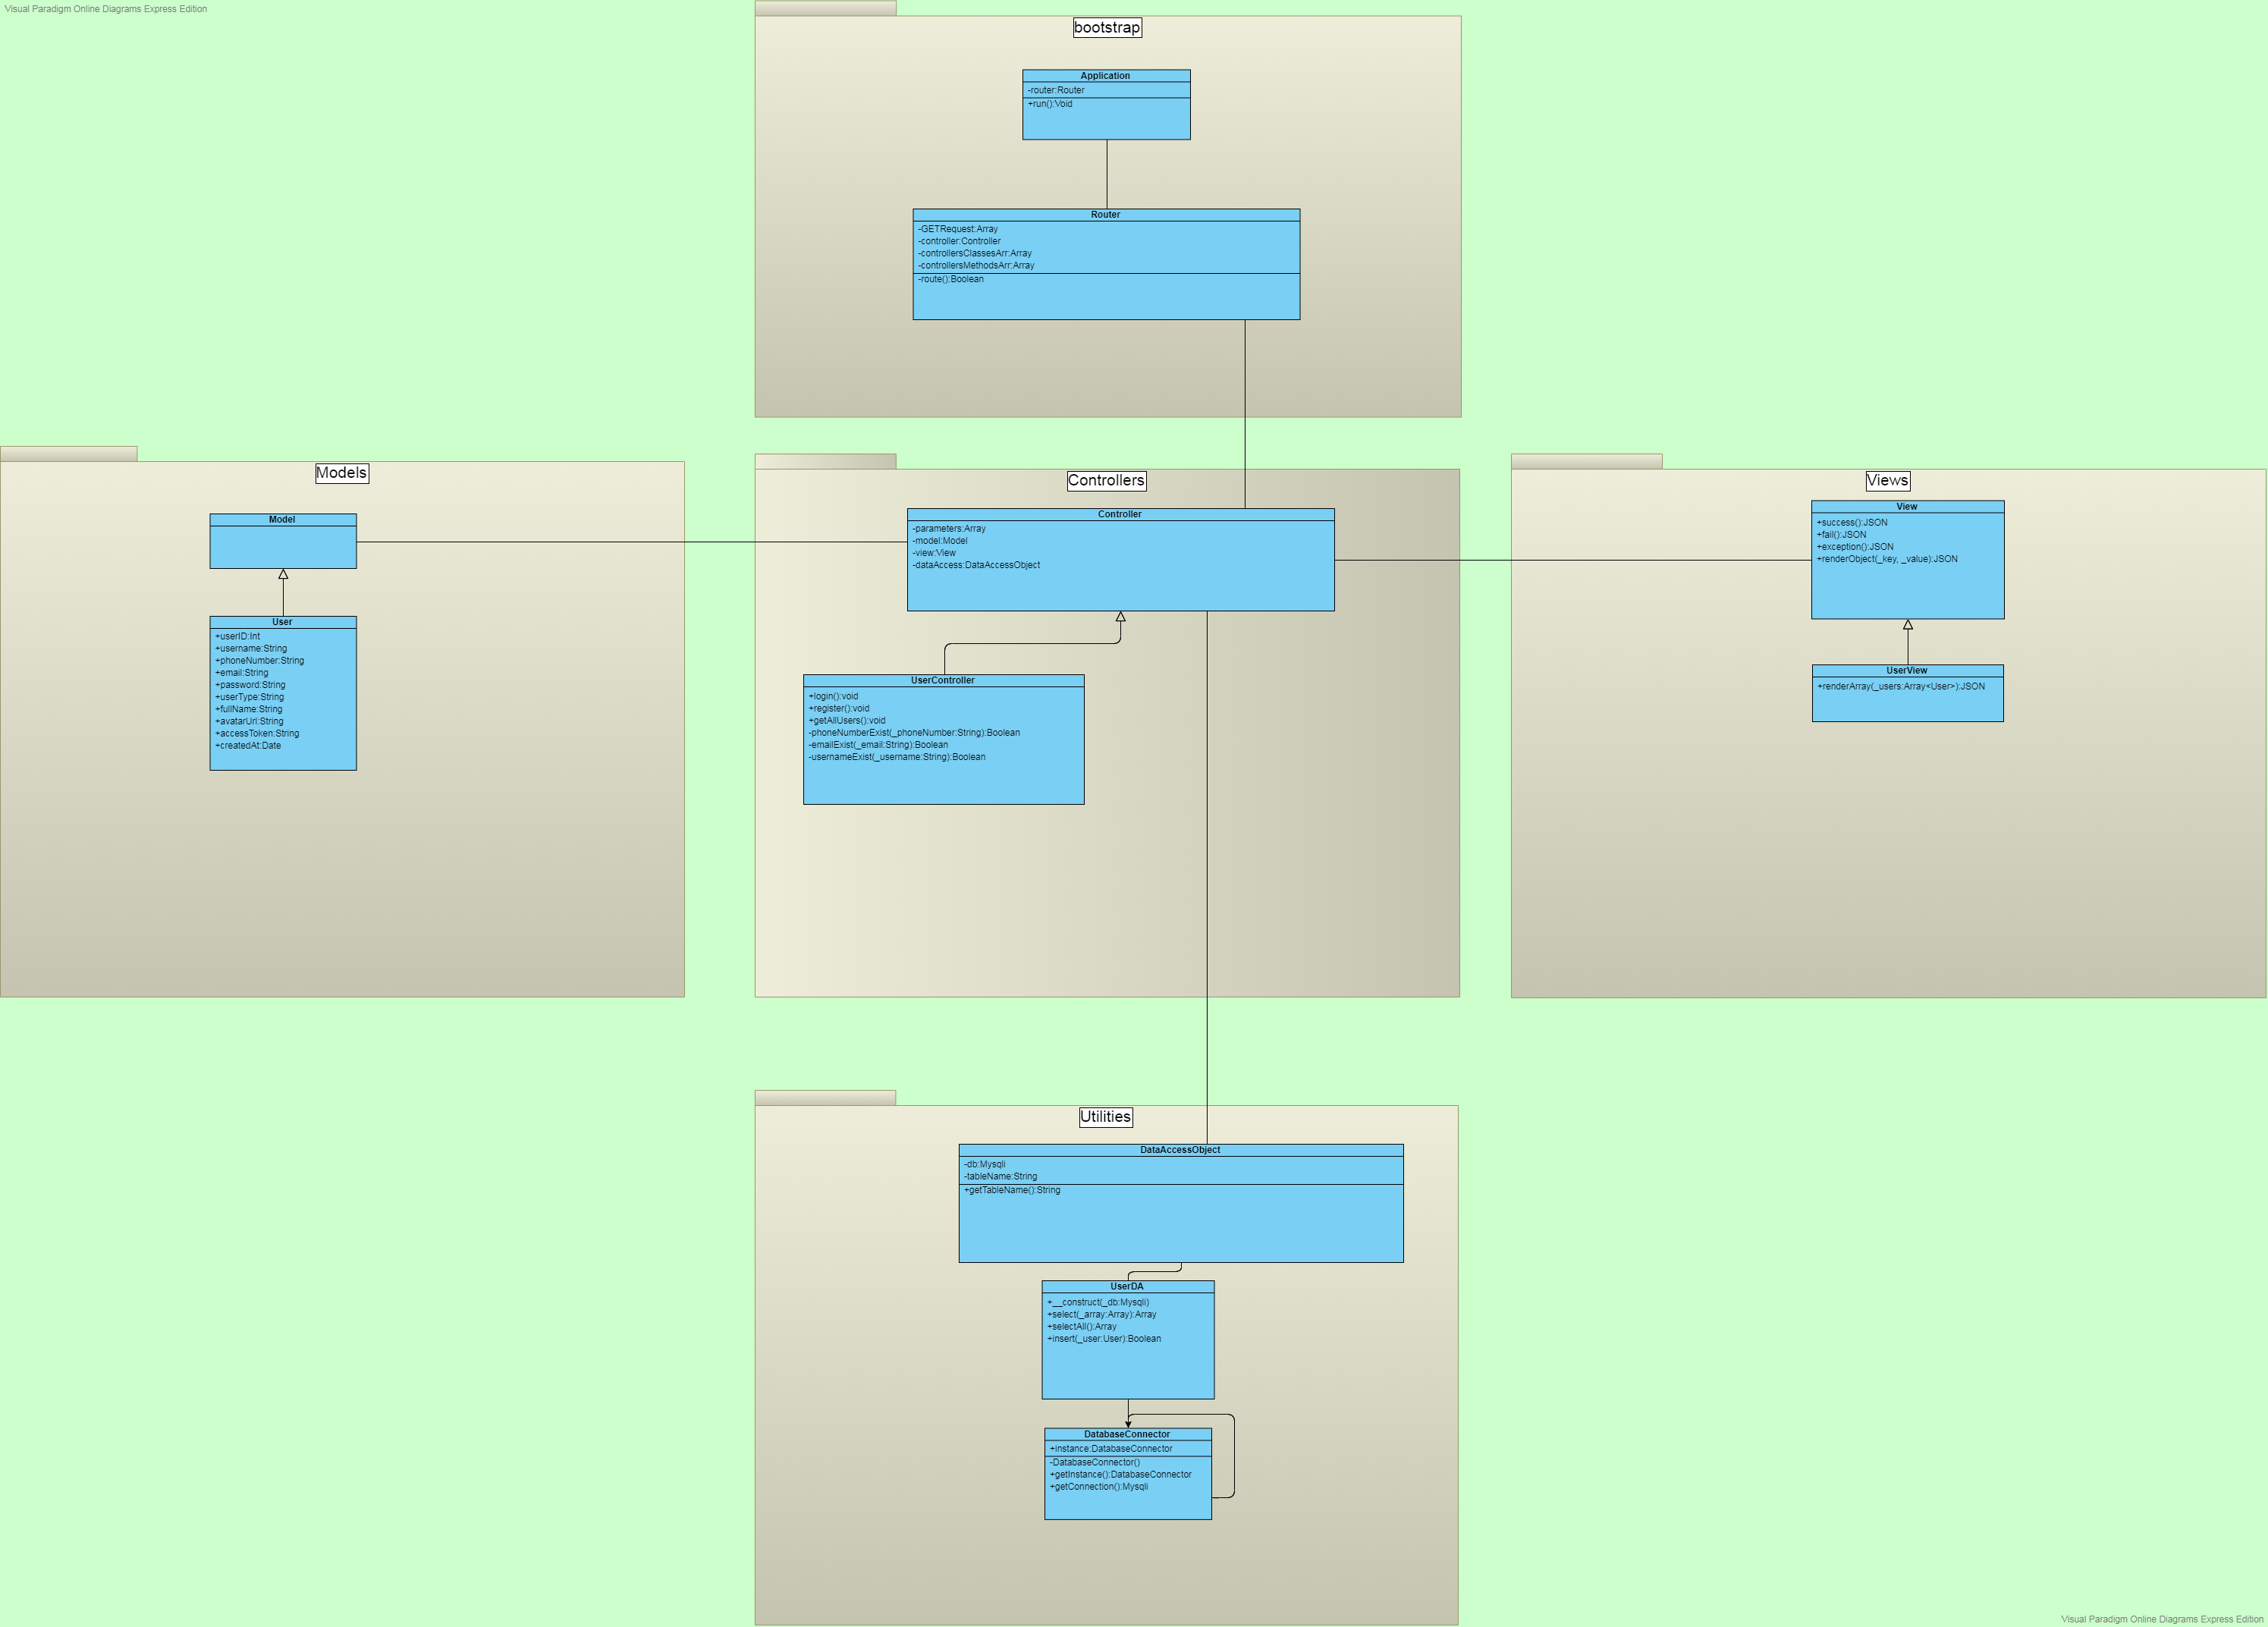 Visual Paradigm Online Diagrams Express Edition
bootstrap
Application
-router:Router
+run():Void
Router
-GETRequest:Array
-controller:Controller
-controllersClassesArr:Array
-controllersMethodsArr:Array
-route():Boolean
Models
Model
User
+userID:Int
+username:String
+phoneNumber:String
+email:String
+password:String
+userType:String
+fullName:String
+avatarUrl:String
+accessToken:String
+createdAt:Date
Controllers
Controller
-parameters:Array
-model:Model
-view:View
-dataAccess:DataAccessObject
UserController
+login():void
+register():void
+getAllUsers():void
-phoneNumberExist(_phoneNumber:String):Boolean
-emailExist(_email:String):Boolean
-usernameExist(_username:String):Boolean
Views
View
+success():JSON
+fail():JSON
+exception():JSON
+renderObject(_key, _value):JSON
UserView
+renderArray(_users:Array<User>):JSON
Utilities
DataAccessObject
-db:Mysqli
-tableName:String
+getTableName():String
UserDA
+__construct(_db:Mysqli)
+select(_array:Array):Array
+selectAll():Array
+insert(_user:User):Boolean
DatabaseConnector
+instance:DatabaseConnector
-DatabaseConnector()
+getInstance():DatabaseConnector
+getConnection():Mysqli
Visual Paradigm Online Diagrams Express Edition